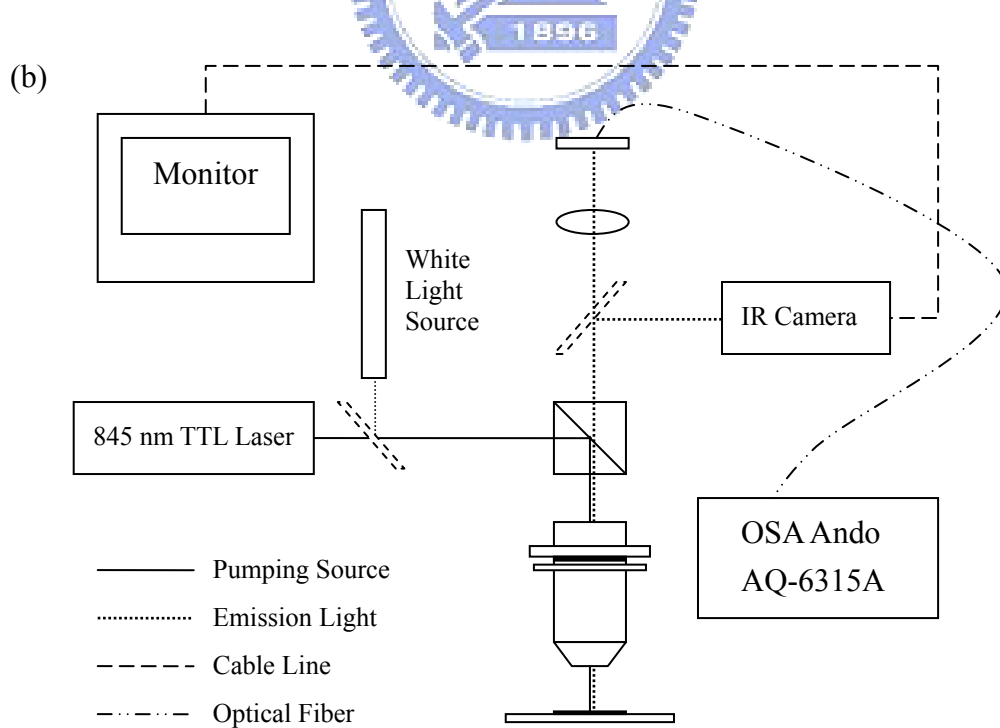 1896
(b)
Monitor
White
Light
Source
IR Camera
845 nm TTL Laser
OSA Ando
AQ-6315A
Pumping Source
Emission Light
Cable Line
Optical Fiber